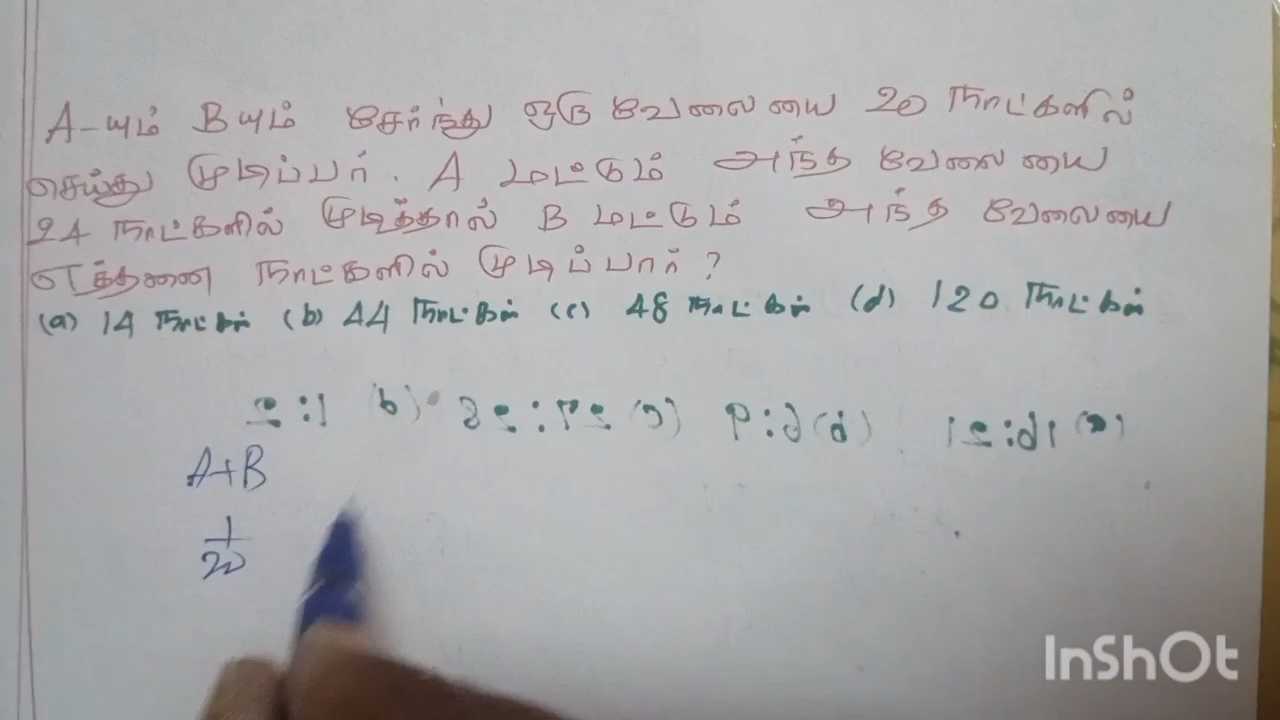 A-யும் Bயும் சேர்ந்து ஒரு வேலையை 20 நாட்களில்
செய்து முடிப்பர். A மட்டும் அந்த வேலையை
24 நாட்களில் முடித்தால் B மட்டும் அந்த வேலையை
எத்தனை நாட்களில் முடிப்பார் ?
(a) 14 நாட்கள் (b) 44 நாட்கள் (c) 48 நாட்கள் (d) 120 நாட்கள்
A+B
1/20
InShOt